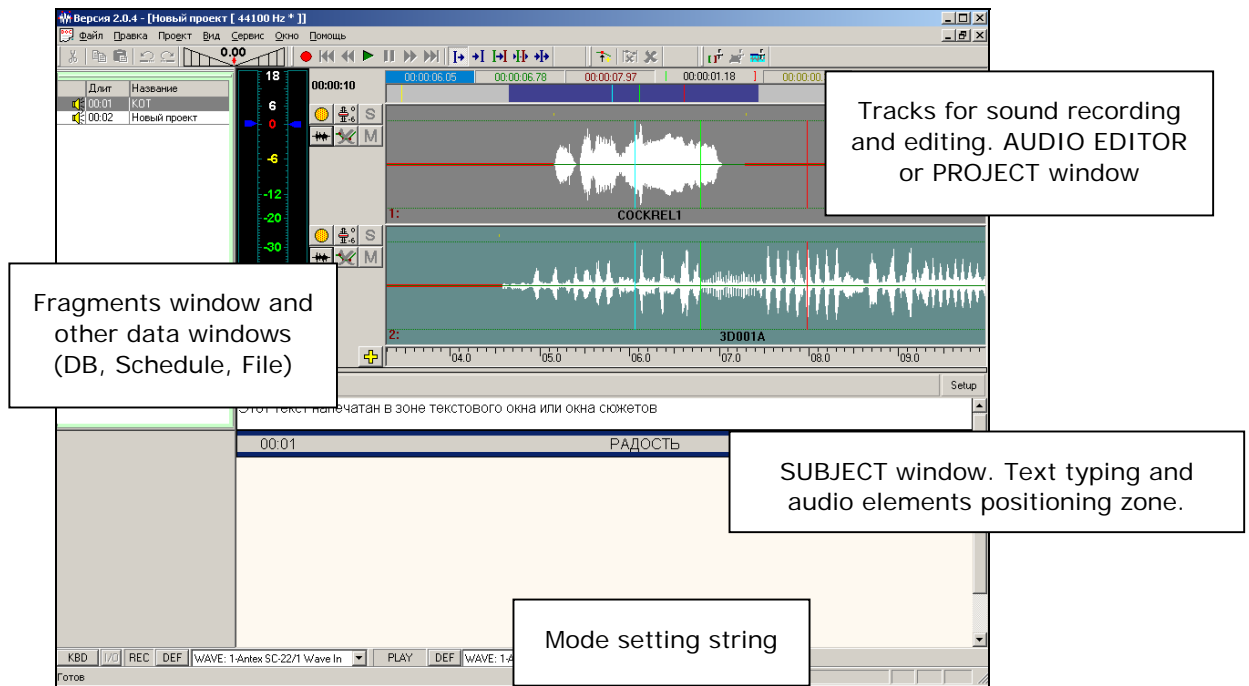 Версия 2.0.4 - [Новый проект [ 44100 Hz * ]]
Файл Правка Проект Вид Сервис Окно Помощь
0.00
Длит Название
00:01 КОТ
00:02 Новый проект
18
6
0
-6
-12
-20
-30
00:00:10
00:00:06.05 00:00:06.78 00:00:07.97 00:00:01.18 ] 00:00:00.
S
M
1: COCKREL1
S
M
2: 3D001A
04.0 05.0 06.0 07.0 08.0 09.0
Tracks for sound recording
and editing. AUDIO EDITOR
or PROJECT window
Fragments window and
other data windows
(DB, Schedule, File)
Setup
Этот текст напечатан в зоне текстового окна или окна сюжетов
00:01 РАДОСТЬ
SUBJECT window. Text typing and
audio elements positioning zone.
Mode setting string
KBD I/O REC DEF WAVE: 1-Antex SC-22/1 Wave In PLAY DEF WAVE: 1-A
Готов